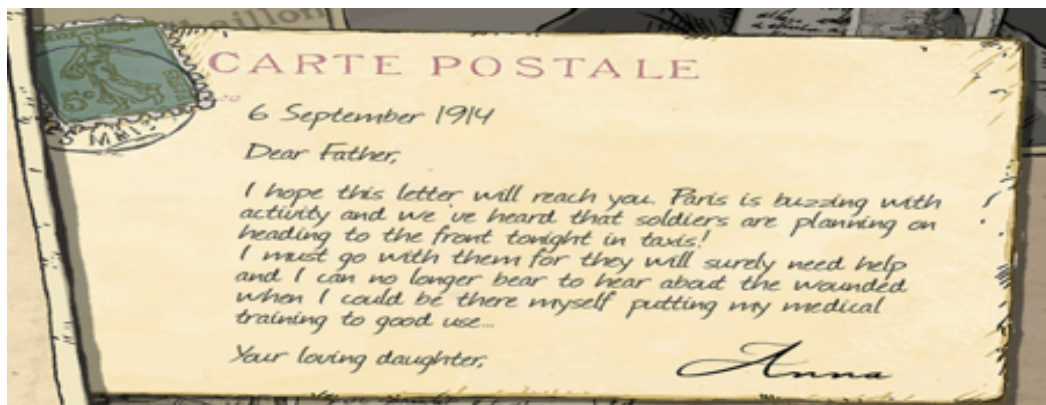 CARTE POSTALE
6 September 1914
Dear Father,
I hope this letter will reach you. Paris is buzzing with
activity and we've heard that soldiers are planning on
heading to the front tonight in taxis!
I must go with them for they will surely need help
and I can no longer bear to hear about the wounded
when I could be there myself putting my medical
training to good use...
Your loving daughter,
Anna